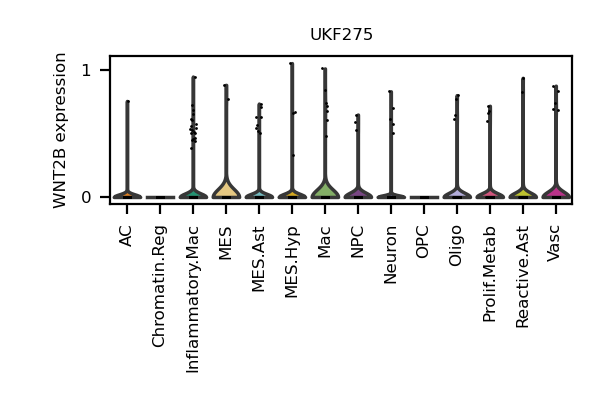 UKF275
WNT2B expression
1
0
AC
Chromatin.Reg
Inflammatory.Mac
MES
MES.Ast
MES.Hyp
Mac
NPC
Neuron
OPC
Oligo
Prolif.Metab
Reactive.Ast
Vasc